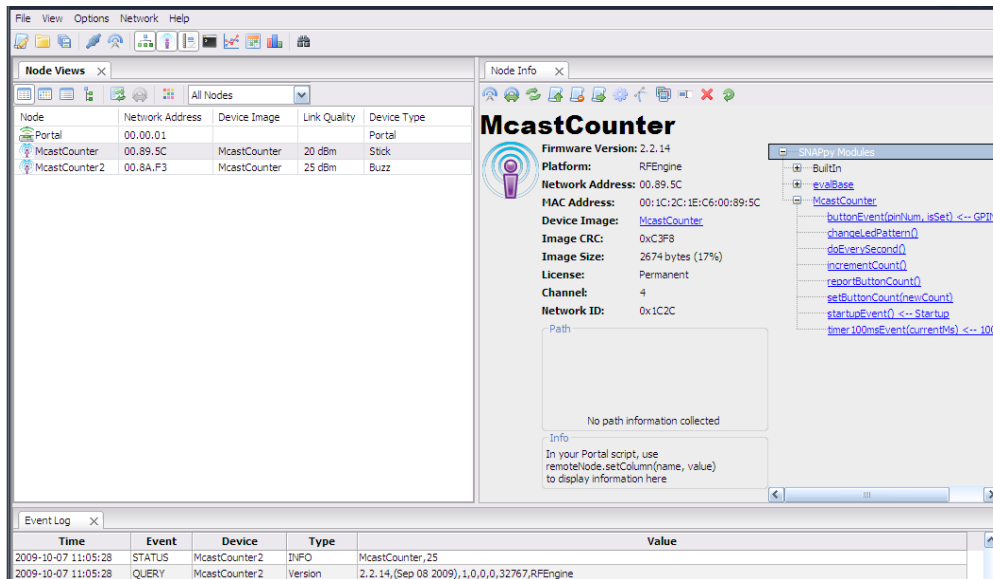 File View Options Network Help
Node Views
Node Info
All Nodes
Node Network Address Device Image Link Quality Device Type
Portal 00.00.01 Portal
McastCounter 00.89.5C McastCounter 20 dBm Stick
McastCounter2 00.8A.F3 McastCounter 25 dBm Buzz
McastCounter
Firmware Version: 2.2.14
Platform: RFEngine
Network Address: 00.89.5C
MAC Address: 00:1C:2C:1E:C6:00:89:5C
Device Image: McastCounter
Image CRC: 0xC3F8
Image Size: 2674 bytes (17%)
License: Permanent
Channel: 4
Network ID: 0x1C2C
Path
No path information collected
Info
In your Portal script, use
remoteNode.setColumn(name, value)
to display information here
SNAPpy Modules
BuiltIn
evalBase
McastCounter
buttonEvent(pinNum, isSet) <-- GPIN
changeLedPattern()
doEverySecond()
incrementCount()
reportButtonCount()
setButtonCount(newCount)
startupEvent() <-- Startup
timer100msEvent(currentMs) <-- 100
Event Log
Time Event Device Type Value
2009-10-07 11:05:28 STATUS McastCounter2 INFO McastCounter,25
2009-10-07 11:05:28 QUERY McastCounter2 Version 2.2.14,(Sep 08 2009),1,0,0,0,32767,RFEngine